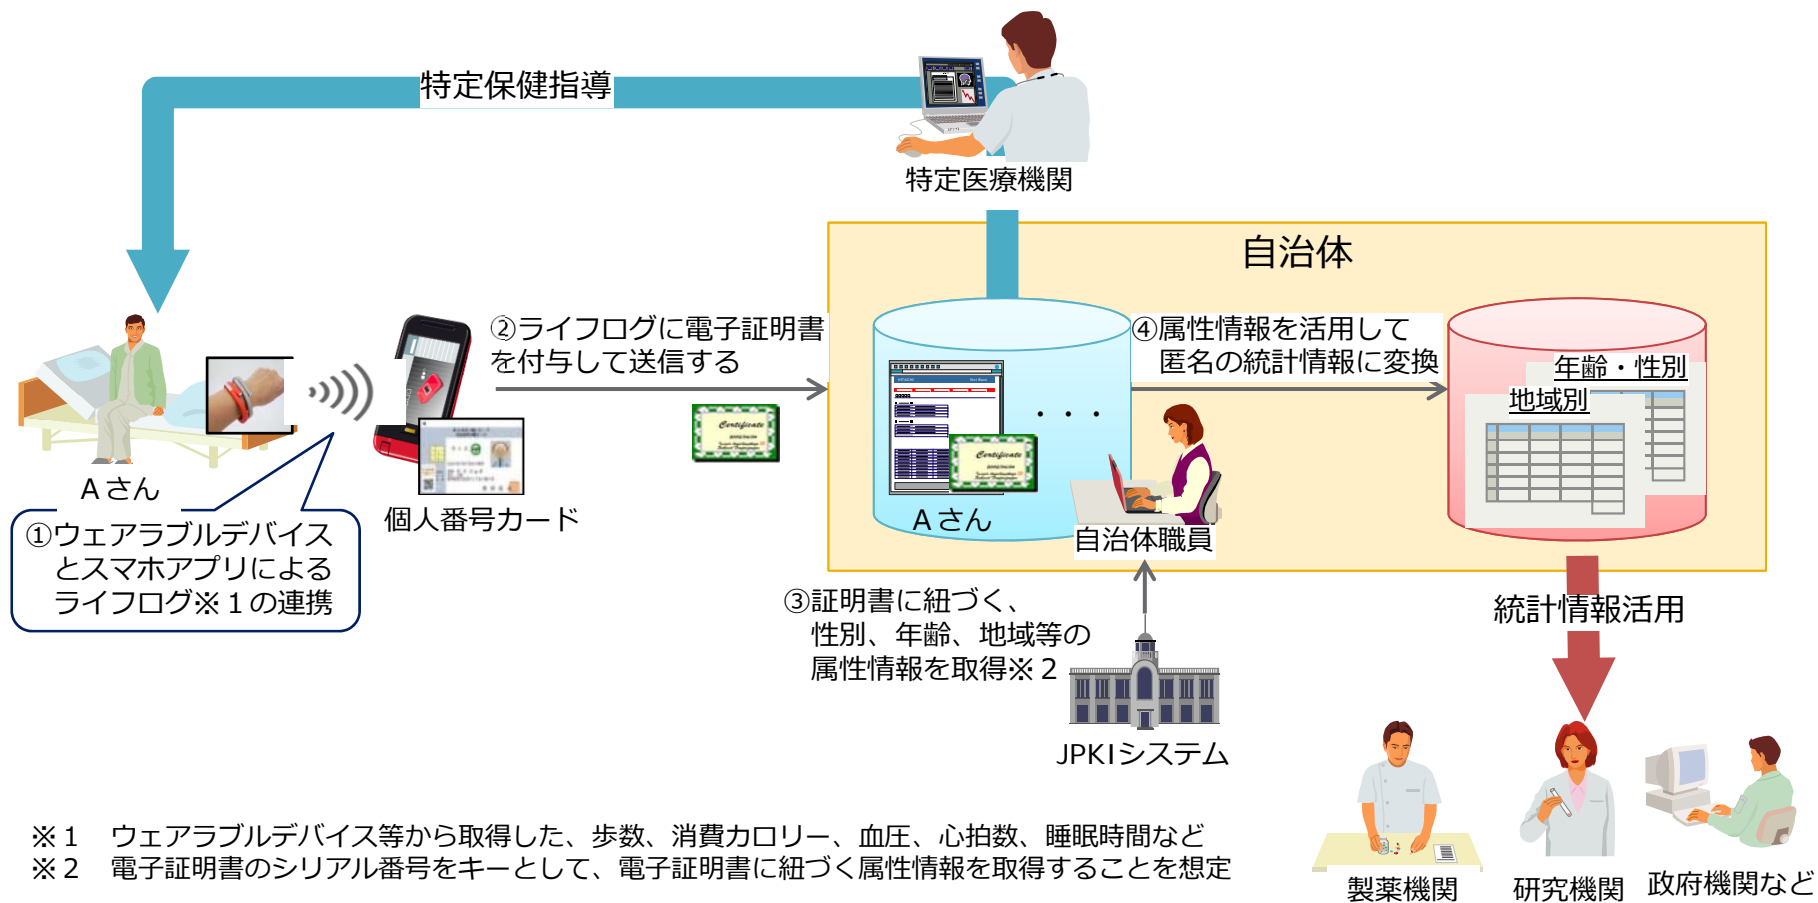 特定保健指導
特定医療機関
自治体
②ライフログに電子証明書
を付与して送信する
④属性情報を活用して
匿名の統計情報に変換
年齢・性別
地域別
Certificate
Certificate
・・・
Aさん
個人番号カード
Aさん
自治体職員
①ウェアラブルデバイス
とスマホアプリによる
ライフログ※１の連携
③証明書に紐づく、
性別、年齢、地域等の
属性情報を取得※２
統計情報活用
JPKIシステム
※１　ウェアラブルデバイス等から取得した、歩数、消費カロリー、血圧、心拍数、睡眠時間など
※２　電子証明書のシリアル番号をキーとして、電子証明書に紐づく属性情報を取得することを想定
製薬機関
研究機関
政府機関など